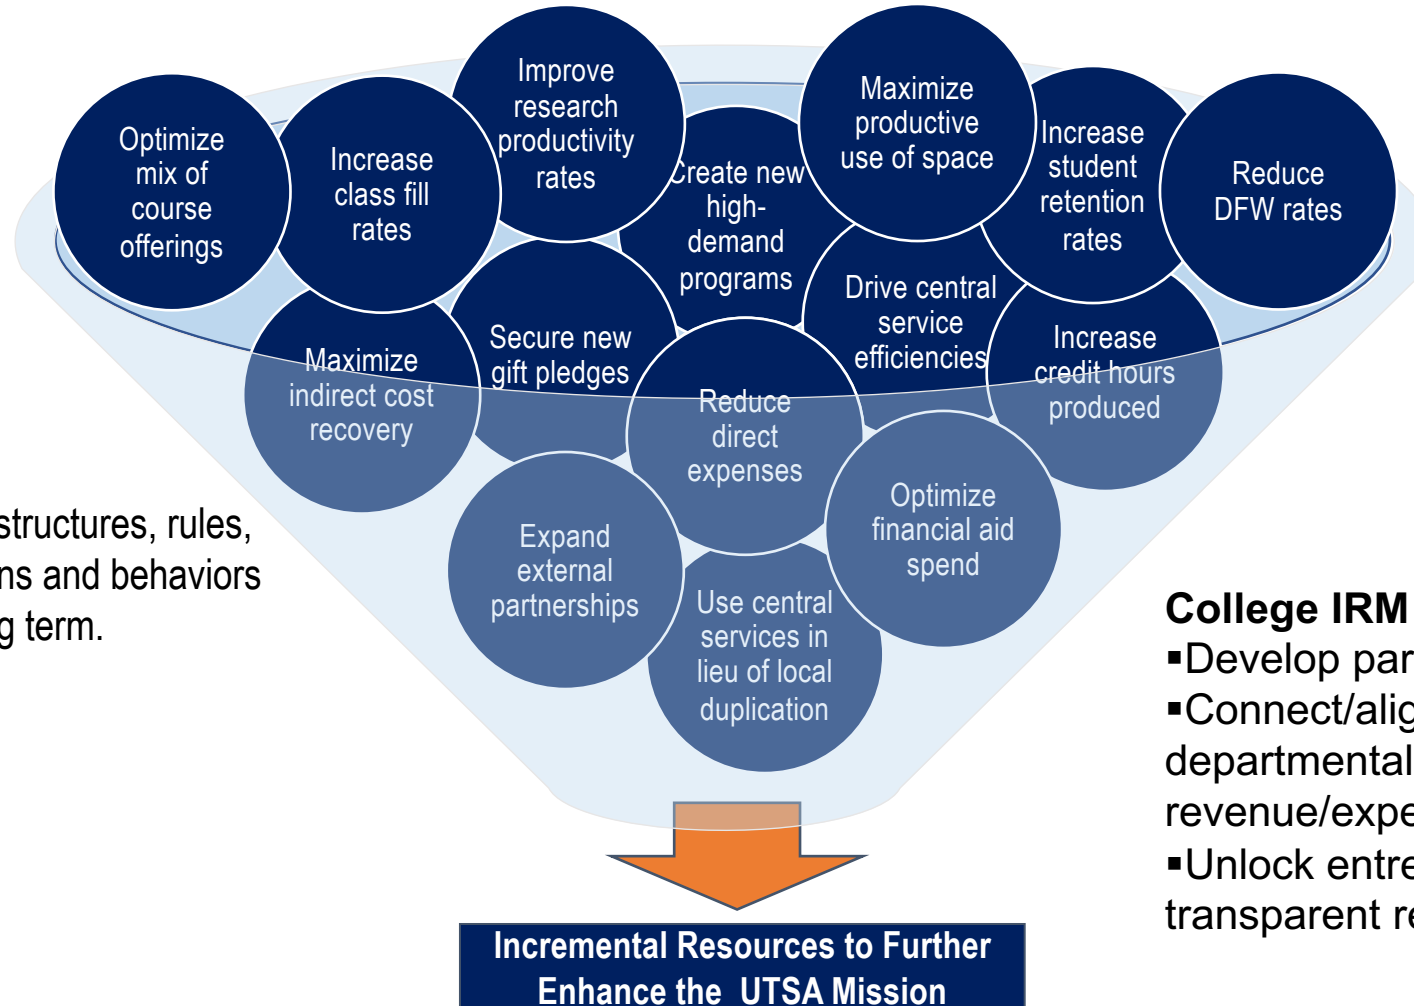 Optimize
mix of
course
offerings
Increase
class fill
rates
Improve
research
productivity
rates
Create new
high-
demand
programs
Maximize
productive
use of space
Increase
student
retention
rates
Reduce
DFW rates
Maximize
indirect cost
recovery
Secure new
gift pledges
Reduce
direct
expenses
Drive central
service
efficiencies
Increase
credit hours
produced
Expand
external
partnerships
Use central
services in
lieu of local
duplication
Optimize
financial aid
spend
structures, rules,
ns and behaviors
g term.
College IRM
▪Develop par
▪Connect/alig
departmental
revenue/expe
▪Unlock entre
transparent re
Incremental Resources to Further
Enhance the UTSA Mission